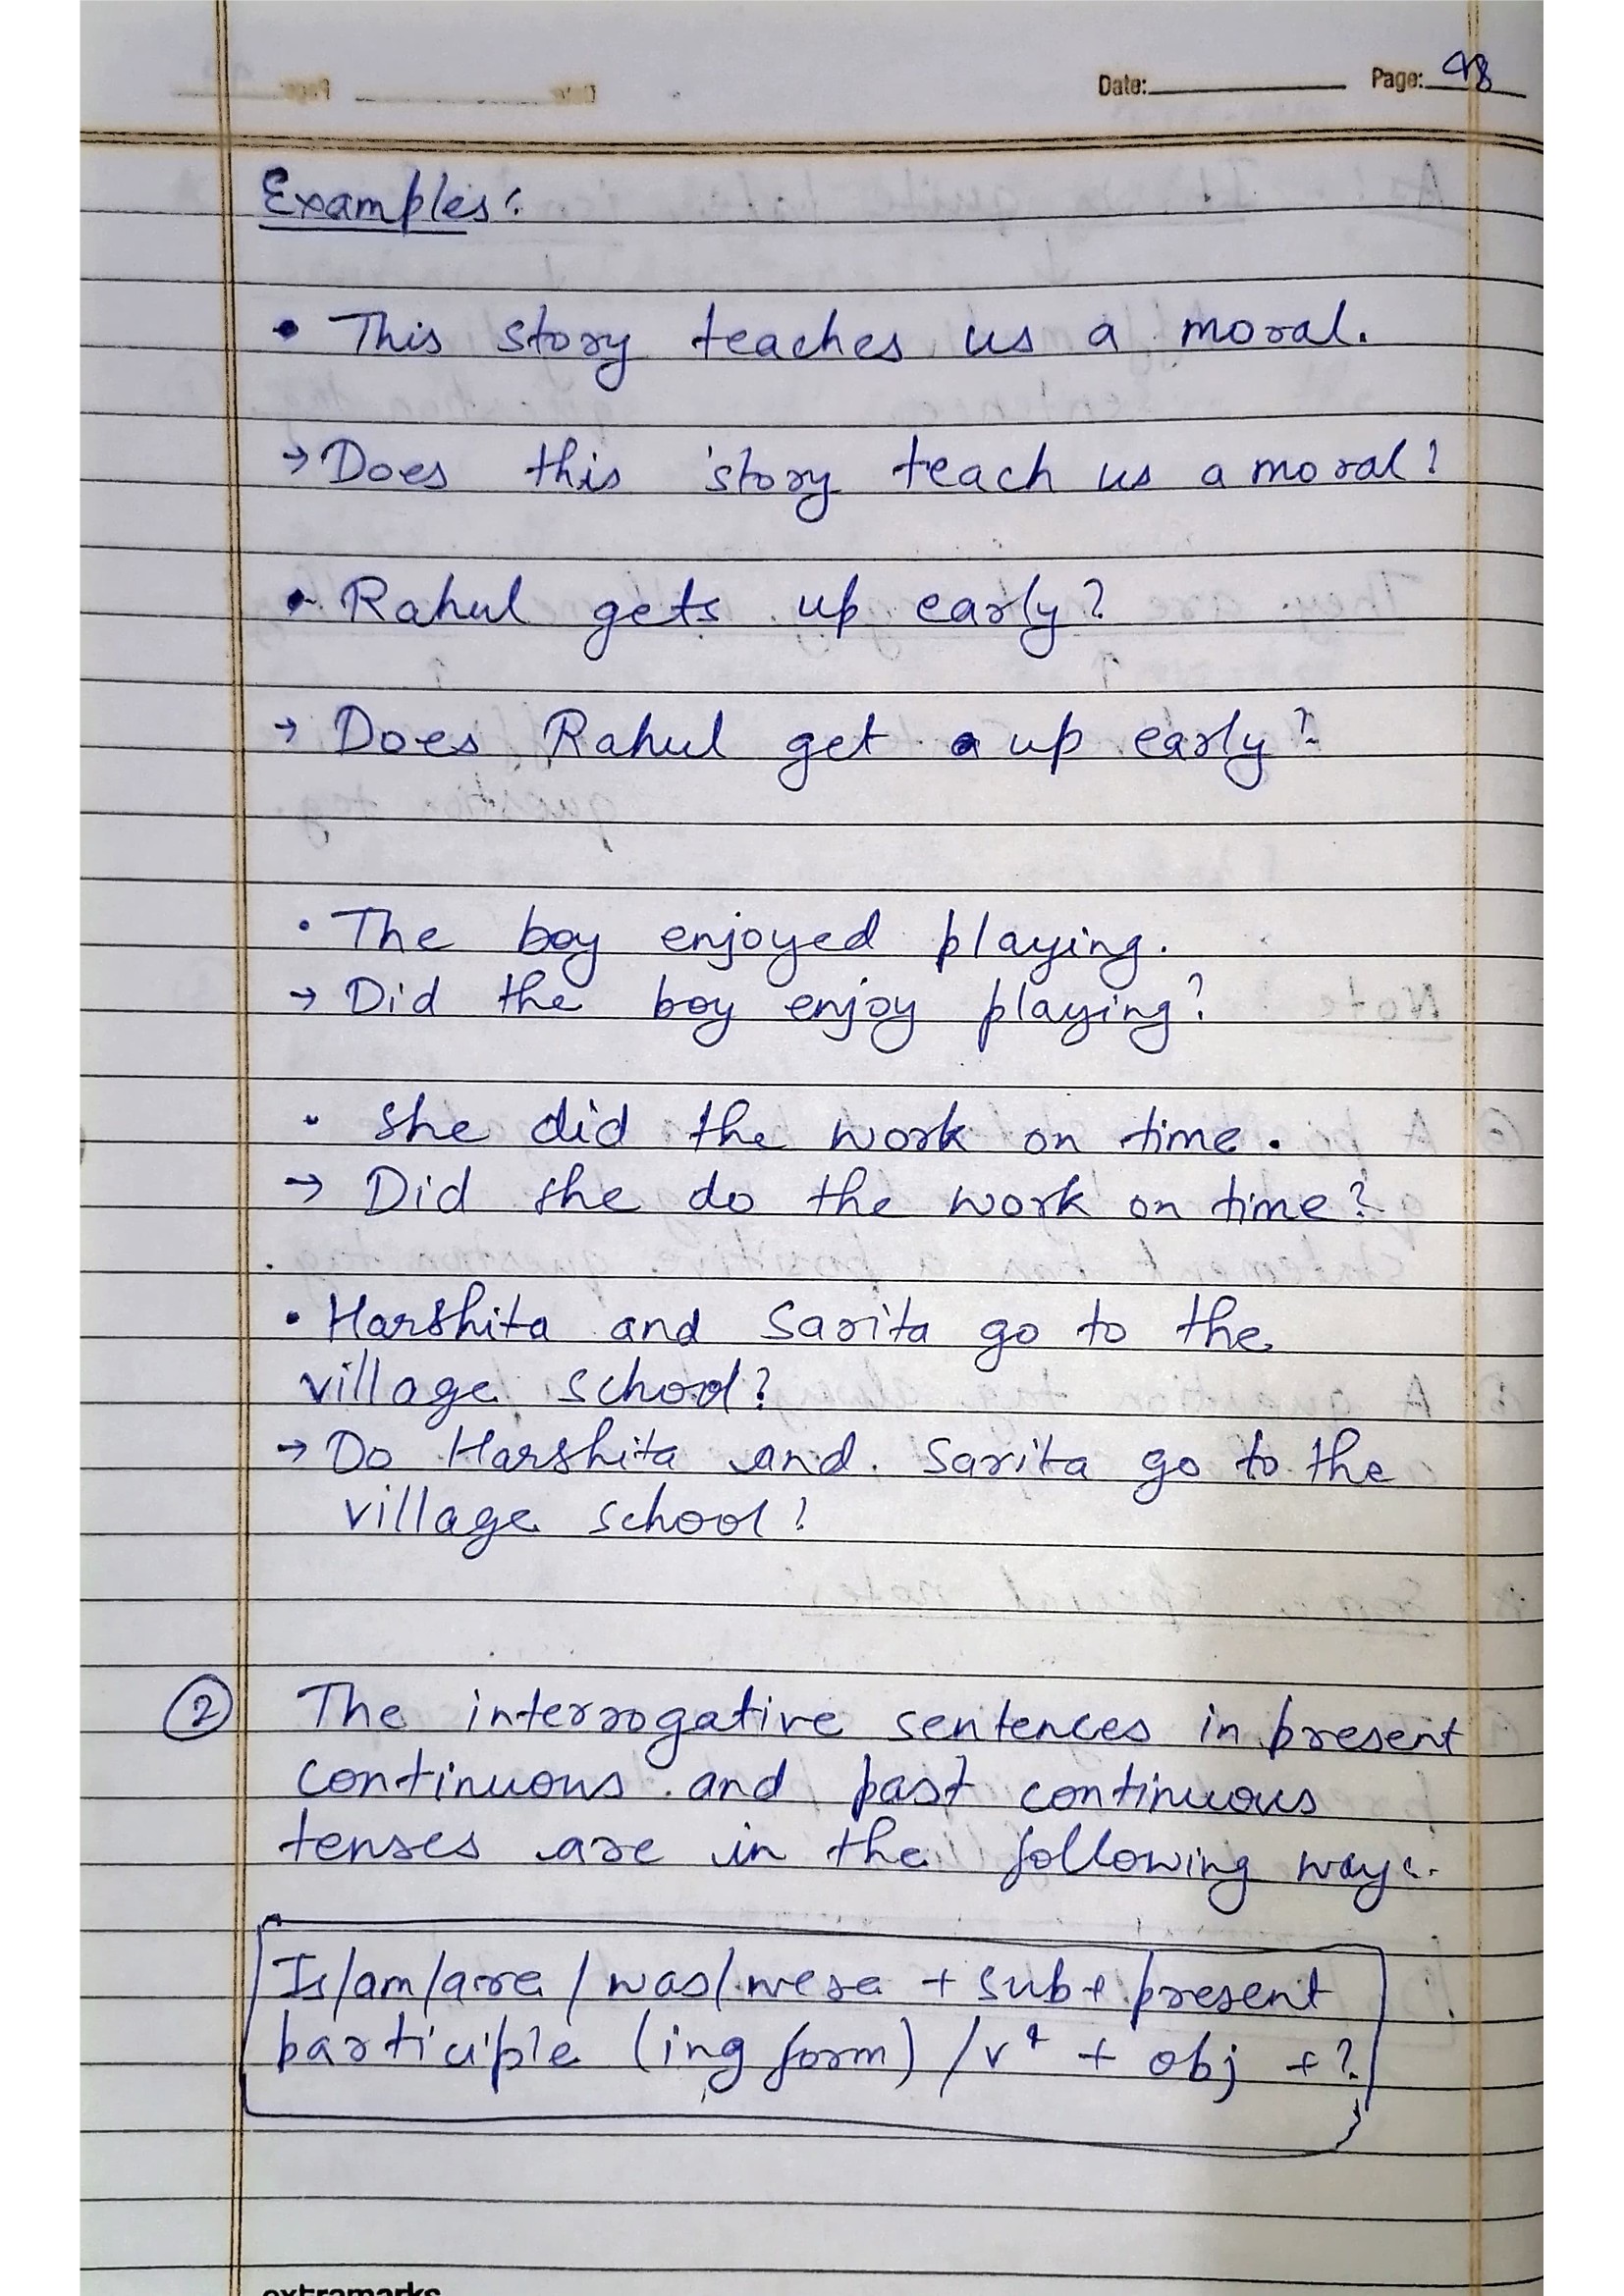 Date: Page: 98
Examples:
• This story teaches us a moral.
→ Does this story teach us a moral?
• Rahul gets up early?
→ Does Rahul get up early?
• The boy enjoyed playing.
→ Did the boy enjoy playing?
• She did the work on time.
→ Did she do the work on time?
• Harshita and Sarita go to the
village school?
→ Do Harshita and Sarita go to the
village school?
② The interrogative sentences in present
continuous and past continuous
tenses are in the following ways.
Is/am/are / was/were + sub + present
participle (ing form) /v⁴ + obj + ?
extramarks